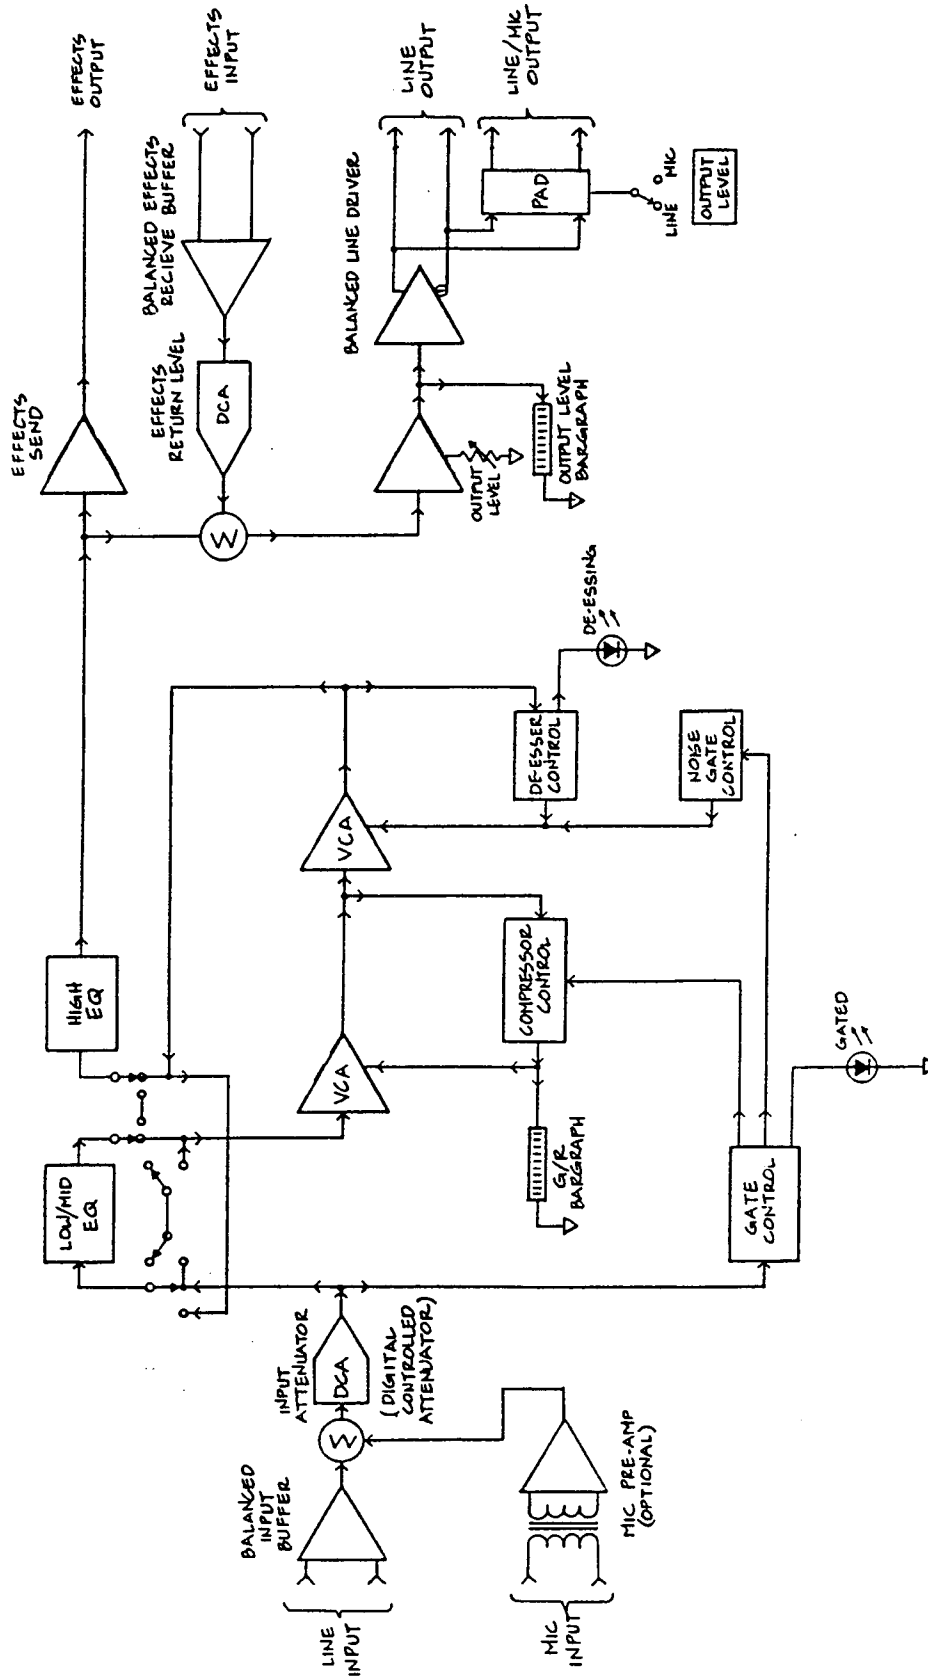 LINE
INPUT
MIC
INPUT
BALANCED
INPUT
BUFFER
MIC PRE-AMP
(OPTIONAL)
Σ
INPUT
ATTENUATOR
DCA
(DIGITAL
CONTROLLED
ATTENUATOR)
LOW/MID
EQ
HIGH
EQ
VCA
G/R
BARGRAPH
COMPRESSOR
CONTROL
GATE
CONTROL
GATED
VCA
DE-ESSER
CONTROL
NOISE
GATE
CONTROL
DE-ESSING
EFFECTS
SEND
EFFECTS
OUTPUT
Σ
EFFECTS
RETURN LEVEL
DCA
BALANCED EFFECTS
RECIEVE BUFFER
EFFECTS
INPUT
OUTPUT
LEVEL
OUTPUT LEVEL
BARGRAPH
BALANCED LINE DRIVER
LINE
OUTPUT
PAD
LINE/MIC
OUTPUT
LINE
MIC
OUTPUT
LEVEL